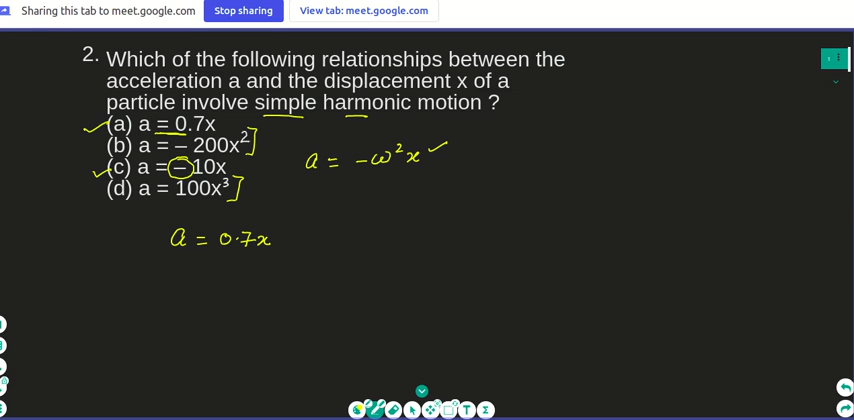 Sharing this tab to meet.google.com Stop sharing View tab: meet.google.com
2. Which of the following relationships between the
acceleration a and the displacement x of a
particle involve simple harmonic motion ?
(a) a = 0.7x
(b) a = – 200x²
(c) a = – 10x
(d) a = 100x³
a = -ω²x
a = 0.7x
1
T Σ